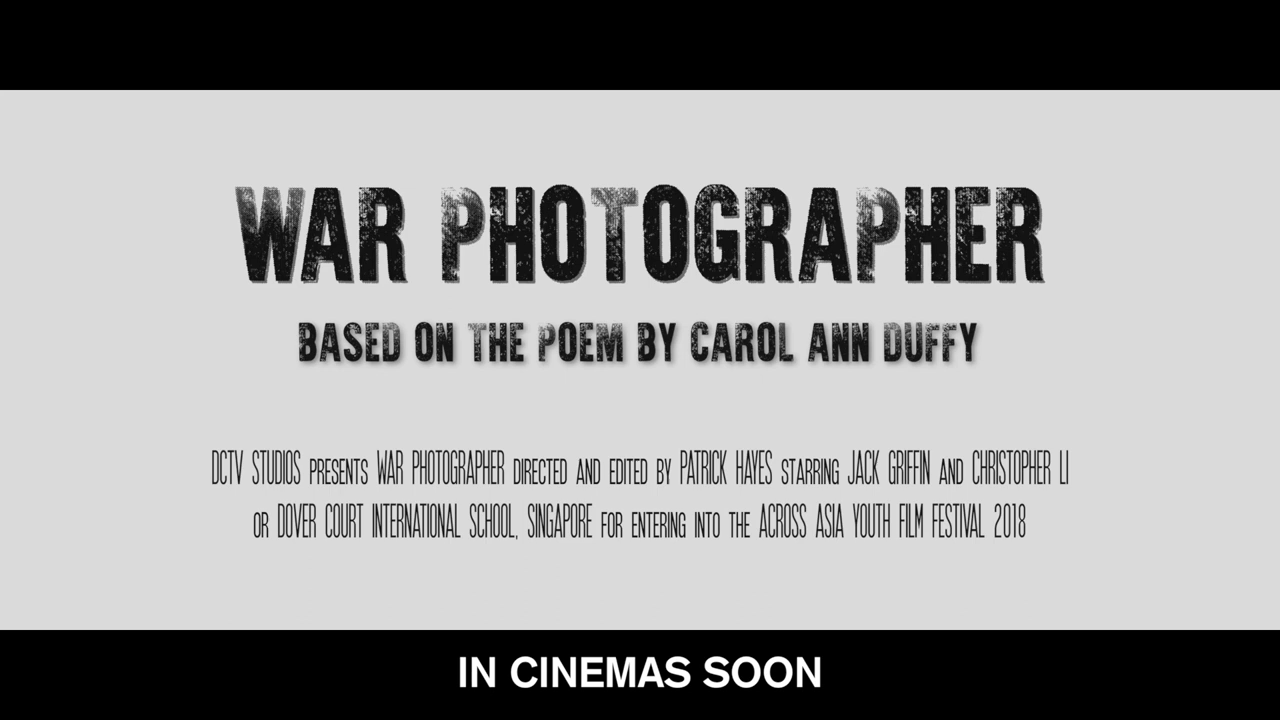 WAR PHOTOGRAPHER
BASED ON THE POEM BY CAROL ANN DUFFY
DCTV STUDIOS PRESENTS WAR PHOTOGRAPHER DIRECTED AND EDITED BY PATRICK HAYES STARRING JACK GRIFFIN AND CHRISTOPHER LI
OR DOVER COURT INTERNATIONAL SCHOOL, SINGAPORE FOR ENTERING INTO THE ACROSS ASIA YOUTH FILM FESTIVAL 2018
IN CINEMAS SOON